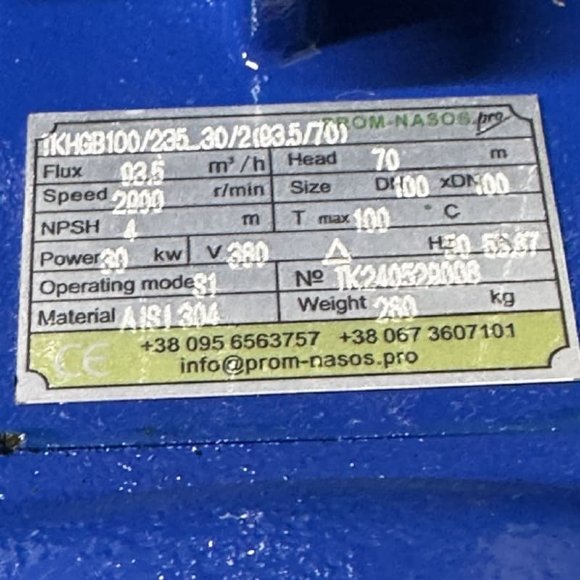 PROM-NASOS.pro
TKHGB100/235_30/2(93.5/70)
Flux 93.5 m³/h Head 70 m
Speed 2900 r/min Size DN100 xDN100
NPSH 4 m T max 100 °C
Power 30 kw V 380 △ Hz 50
Operating mode S1 № TK240529008
Material AiSi 304 Weight 280 kg
CE +38 095 6563757 +38 067 3607101
info@prom-nasos.pro